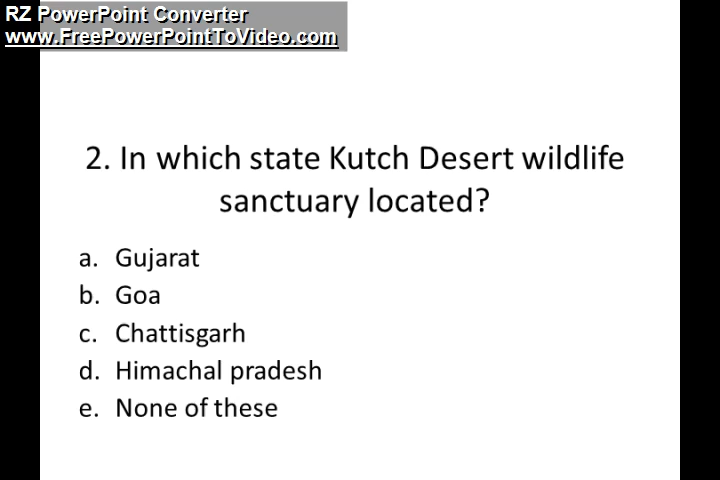 RZ PowerPoint Converter
www.FreePowerPointToVideo.com
2. In which state Kutch Desert wildlife
sanctuary located?
a. Gujarat
b. Goa
c. Chattisgarh
d. Himachal pradesh
e. None of these